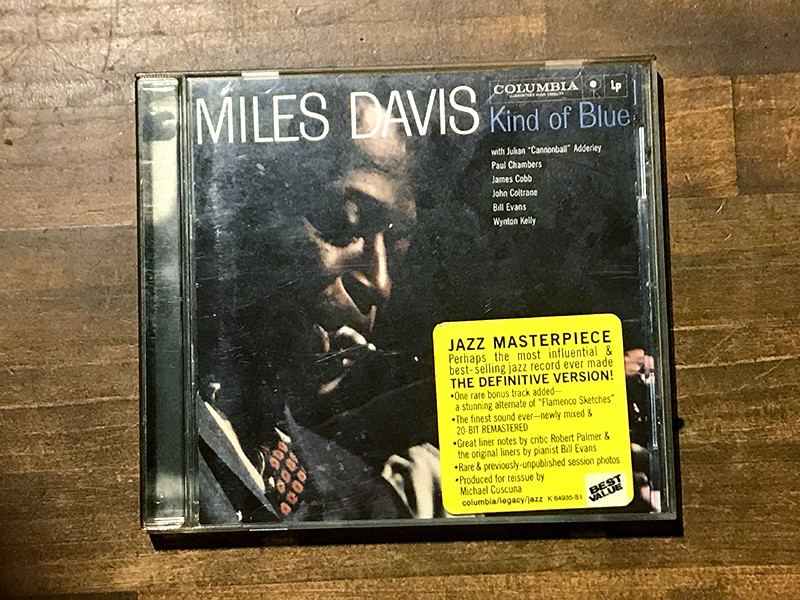 MILES DAVIS
COLUMBIA
GUARANTEED HIGH FIDELITY
Lp
Kind of Blue
with Julian "Cannonball" Adderley
Paul Chambers
James Cobb
John Coltrane
Bill Evans
Wynton Kelly
JAZZ MASTERPIECE
Perhaps the most influential &
best-selling jazz record ever made
THE DEFINITIVE VERSION!
•One rare bonus track added—
a stunning alternate of "Flamenco Sketches"
•The finest sound ever—newly mixed &
20-BIT REMASTERED
•Great liner notes by critic Robert Palmer &
the original liners by pianist Bill Evans
•Rare & previously-unpublished session photos
•Produced for reissue by
Michael Cuscuna
columbia/legacy/jazz K 64935-S1
BEST
VALUE